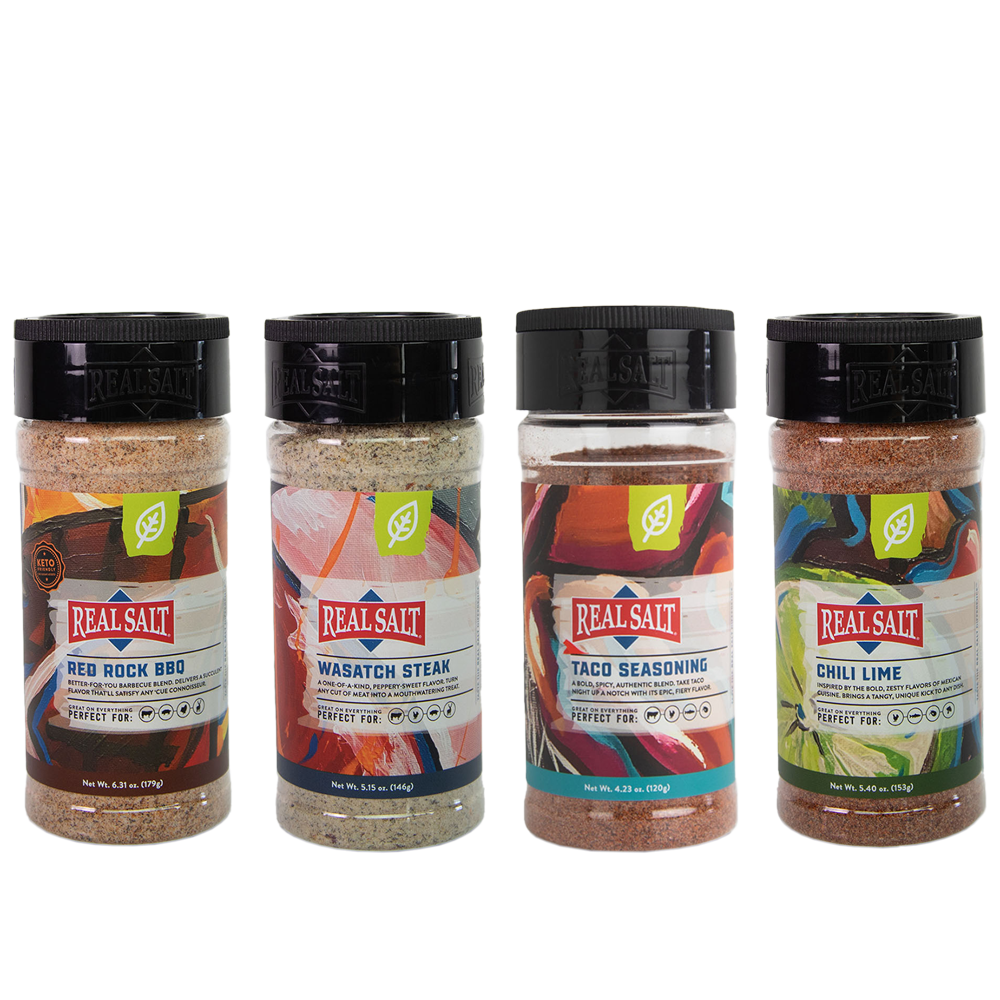 REAL SALT
KETO
FRIENDLY
REAL SALT
RED ROCK BBQ
BETTER-FOR-YOU BARBECUE BLEND. DELIVERS A SUCCULENT
FLAVOR THAT'LL SATISFY ANY 'CUE CONNOISSEUR.
GREAT ON EVERYTHING
PERFECT FOR:
Net Wt. 6.31 oz. (179g)
REAL SALT
REAL SALT
WASATCH STEAK
A ONE-OF-A-KIND, PEPPERY-SWEET FLAVOR. TURN
ANY CUT OF MEAT INTO A MOUTHWATERING TREAT.
GREAT ON EVERYTHING
PERFECT FOR:
Net Wt. 5.15 oz. (146g)
REAL SALT
REAL SALT
TACO SEASONING
A BOLD, SPICY, AUTHENTIC BLEND. TAKE TACO
NIGHT UP A NOTCH WITH ITS EPIC, FIERY FLAVOR.
GREAT ON EVERYTHING
PERFECT FOR:
Net Wt. 4.23 oz. (120g)
REAL SALT
REAL SALT
CHILI LIME
INSPIRED BY THE BOLD, ZESTY FLAVORS OF MEXICAN
CUISINE. BRINGS A TANGY, UNIQUE KICK TO ANY DISH.
GREAT ON EVERYTHING
PERFECT FOR:
Net Wt. 5.40 oz. (153g)